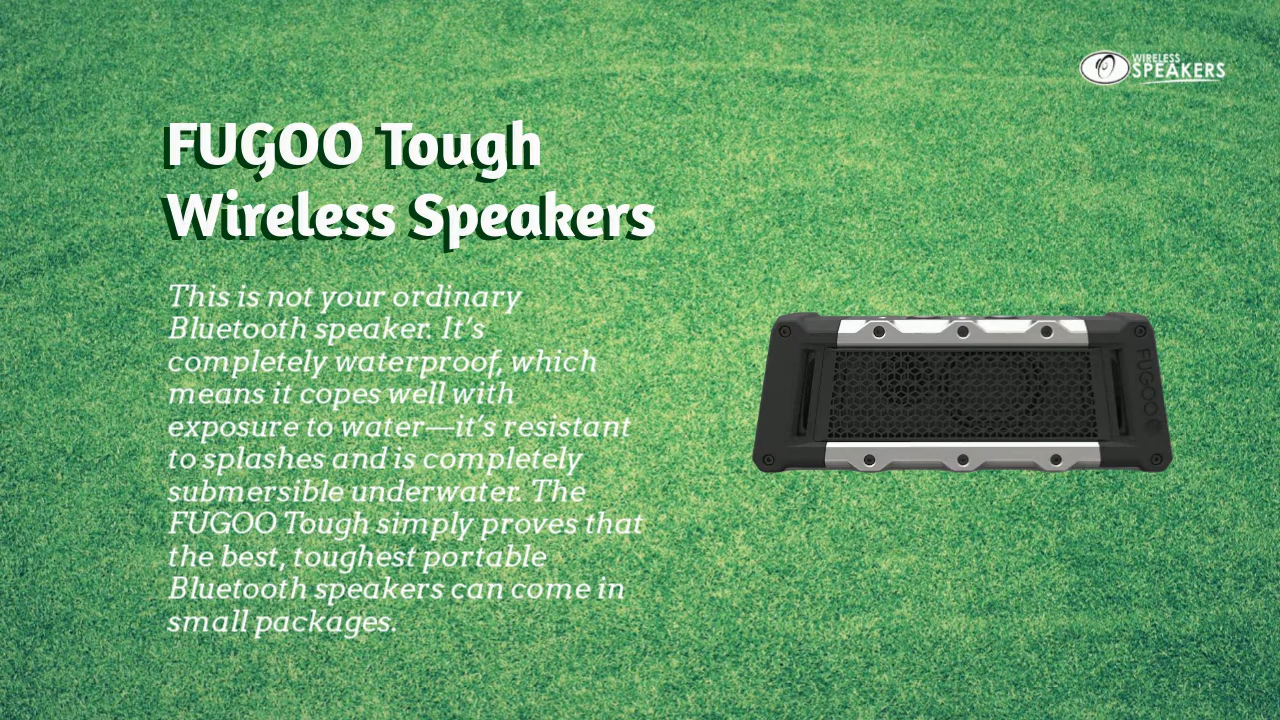 WIRELESS
SPEAKERS
FUGOO Tough
Wireless Speakers
This is not your ordinary
Bluetooth speaker. It's
completely waterproof, which
means it copes well with
exposure to water—it's resistant
to splashes and is completely
submersible underwater. The
FUGOO Tough simply proves that
the best, toughest portable
Bluetooth speakers can come in
small packages.
FUGOO